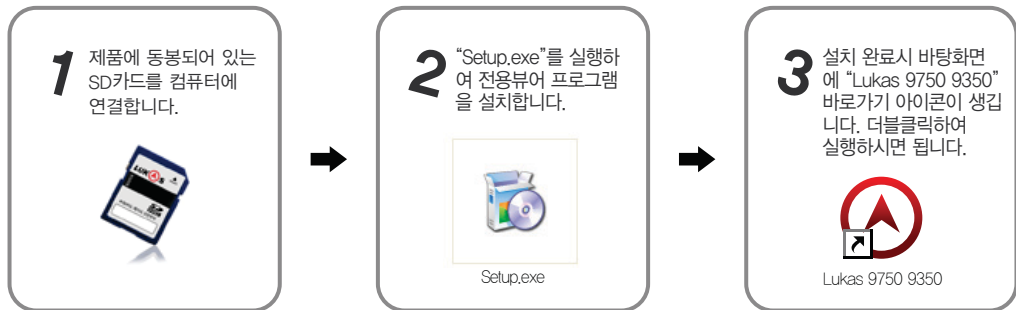 1
제품에 동봉되어 있는
SD카드를 컴퓨터에
연결합니다.
LUKAS
2
“Setup.exe”를 실행하
여 전용뷰어 프로그램
을 설치합니다.
Setup.exe
3
설치 완료시 바탕화면
에 “Lukas 9750 9350”
바로가기 아이콘이 생깁
니다. 더블클릭하여
실행하시면 됩니다.
Lukas 9750 9350